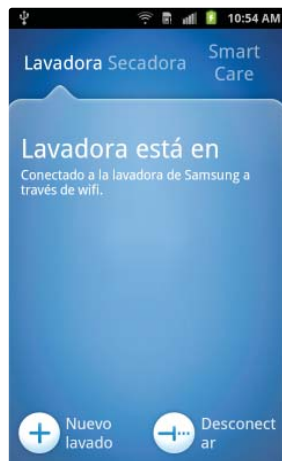 10:54 AM
Lavadora Secadora Smart
Care
Lavadora está en
Conectado a la lavadora de Samsung a
través de wifi.
Nuevo
lavado
Desconect
ar